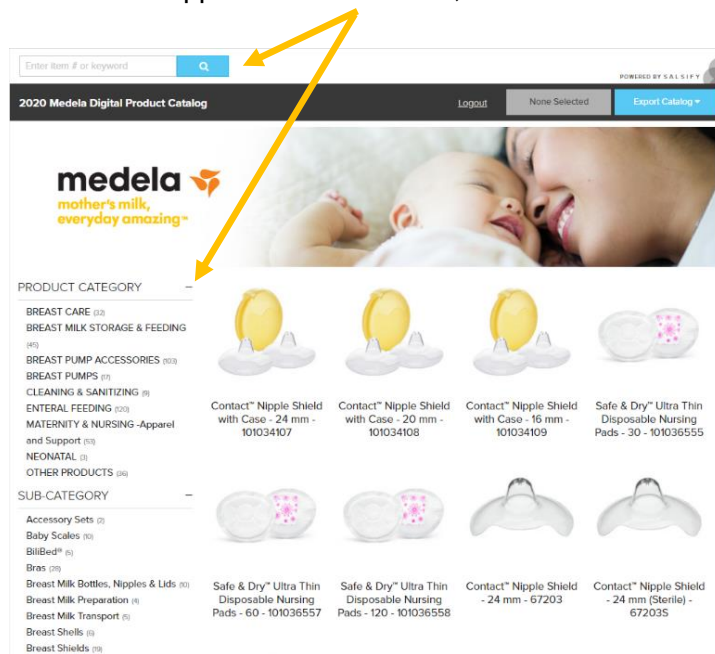 Enter item # or keyword
POWERED BY SALSIFY
2020 Medela Digital Product Catalog
Logout
None Selected
Export Catalog
medela
mother's milk,
everyday amazing™
PRODUCT CATEGORY –
BREAST CARE (32)
BREAST MILK STORAGE & FEEDING
(45)
BREAST PUMP ACCESSORIES (103)
BREAST PUMPS (17)
CLEANING & SANITIZING (9)
ENTERAL FEEDING (120)
MATERNITY & NURSING -Apparel
and Support (53)
NEONATAL (3)
OTHER PRODUCTS (36)
SUB-CATEGORY –
Accessory Sets (2)
Baby Scales (10)
BiliBed® (5)
Bras (28)
Breast Milk Bottles, Nipples & Lids (10)
Breast Milk Preparation (4)
Breast Milk Transport (5)
Breast Shells (6)
Breast Shields (19)
Contact™ Nipple Shield
with Case - 24 mm -
101034107
Contact™ Nipple Shield
with Case - 20 mm -
101034108
Contact™ Nipple Shield
with Case - 16 mm -
101034109
Safe & Dry™ Ultra Thin
Disposable Nursing
Pads - 30 - 101036555
Safe & Dry™ Ultra Thin
Disposable Nursing
Pads - 60 - 101036557
Safe & Dry™ Ultra Thin
Disposable Nursing
Pads - 120 - 101036558
Contact™ Nipple Shield
- 24 mm - 67203
Contact™ Nipple Shield
- 24 mm (Sterile) -
67203S